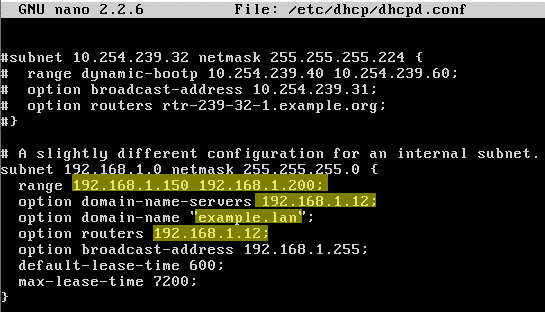 GNU nano 2.2.6 File: /etc/dhcp/dhcpd.conf
#subnet 10.254.239.32 netmask 255.255.255.224 {
#  range dynamic-bootp 10.254.239.40 10.254.239.60;
#  option broadcast-address 10.254.239.31;
#  option routers rtr-239-32-1.example.org;
#}
# A slightly different configuration for an internal subnet.
subnet 192.168.1.0 netmask 255.255.255.0 {
  range 192.168.1.150 192.168.1.200;
  option domain-name-servers 192.168.1.12;
  option domain-name "example.lan";
  option routers 192.168.1.12;
  option broadcast-address 192.168.1.255;
  default-lease-time 600;
  max-lease-time 7200;
}